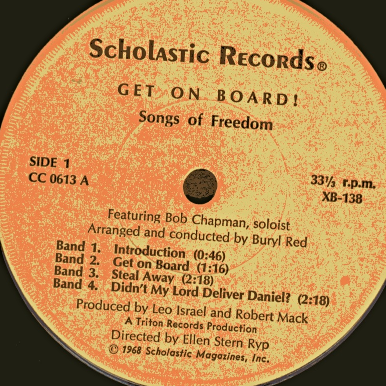 Scholastic Records®
GET ON BOARD!
Songs of Freedom
SIDE 1
CC 0613 A
33⅓ r.p.m.
XB-138
Featuring Bob Chapman, soloist
Arranged and conducted by Buryl Red
Band 1. Introduction (0:46)
Band 2. Get on Board (1:16)
Band 3. Steal Away (2:18)
Band 4. Didn't My Lord Deliver Daniel? (2:18)
Produced by Leo Israel and Robert Mack
A Triton Records Production
Directed by Ellen Stern Ryp
© 1968 Scholastic Magazines, Inc.